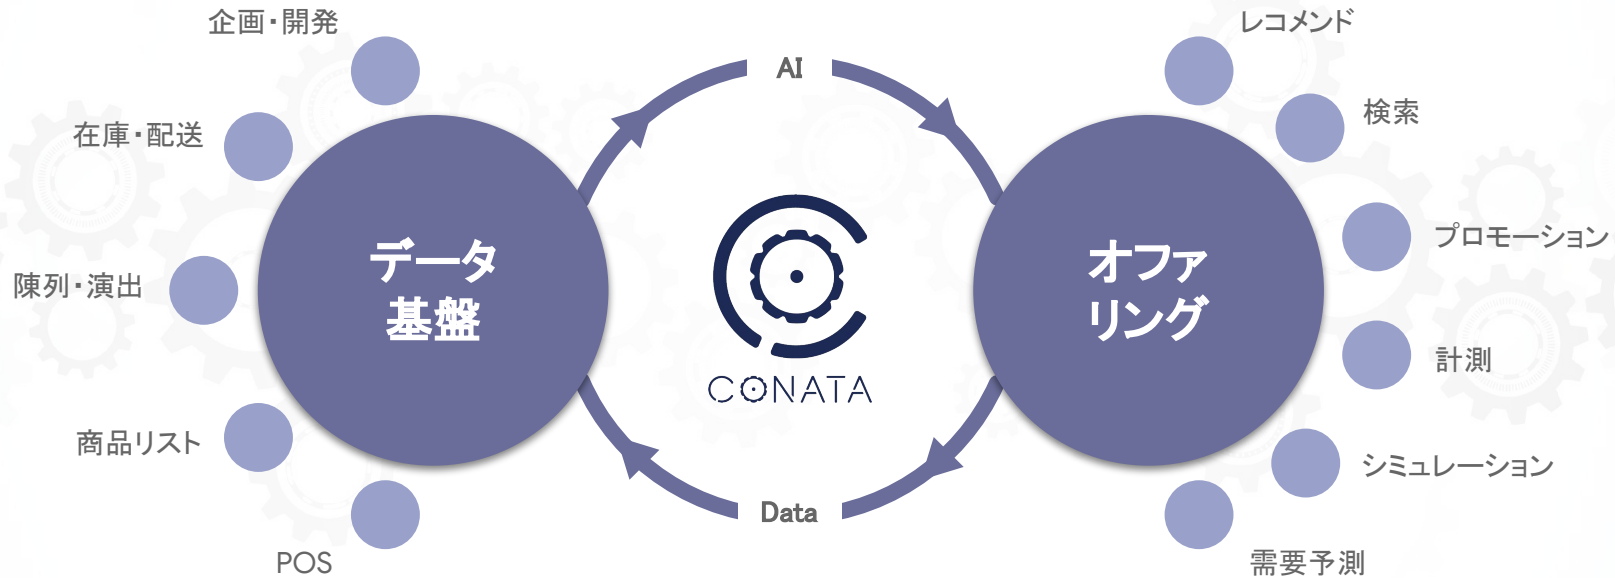 企画・開発
在庫・配送
陳列・演出
商品リスト
POS
データ
基盤
AI
CONATA
Data
オファ
リング
レコメンド
検索
プロモーション
計測
シミュレーション
需要予測